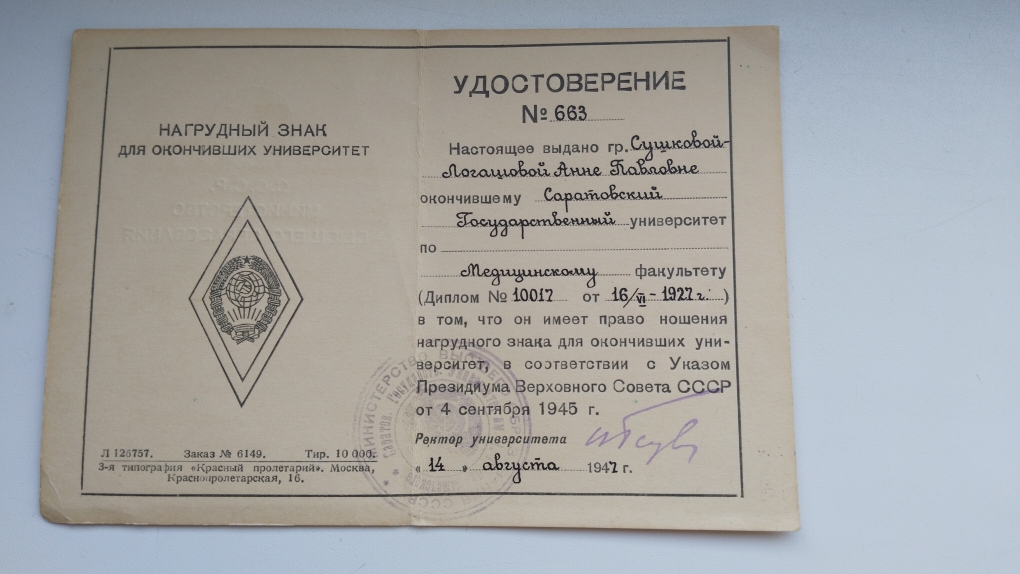 НАГРУДНЫЙ ЗНАК
ДЛЯ ОКОНЧИВШИХ УНИВЕРСИТЕТ
Л 126757. Заказ № 6149. Тир. 10 000.
3-я типография «Красный пролетарий». Москва,
Краснопролетарская, 16.
УДОСТОВЕРЕНИЕ
№ 663
Настоящее выдано гр. Сушковой-
Логашовой Анне Павловне
окончившему Саратовский
Государственный университет
по
Медицинскому факультету
(Диплом № 10017 от 16/VI - 1927 г.)
в том, что он имеет право ношения
нагрудного знака для окончивших уни-
верситет, в соответствии с Указом
Президиума Верховного Совета СССР
от 4 сентября 1945 г.
Ректор университета
« 14 » августа 1947 г.
МИНИСТЕРСТВО ВЫСШЕГО